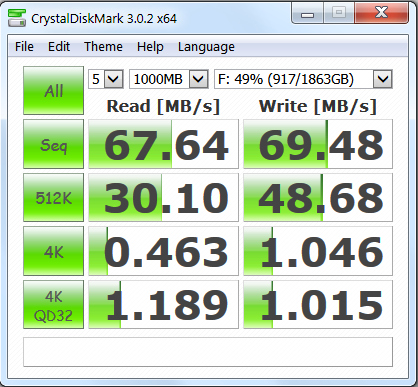 CrystalDiskMark 3.0.2 x64
File Edit Theme Help Language
All 5 1000MB F: 49% (917/1863GB)
Read [MB/s] Write [MB/s]
Seq 67.64 69.48
512K 30.10 48.68
4K 0.463 1.046
4K QD32 1.189 1.015